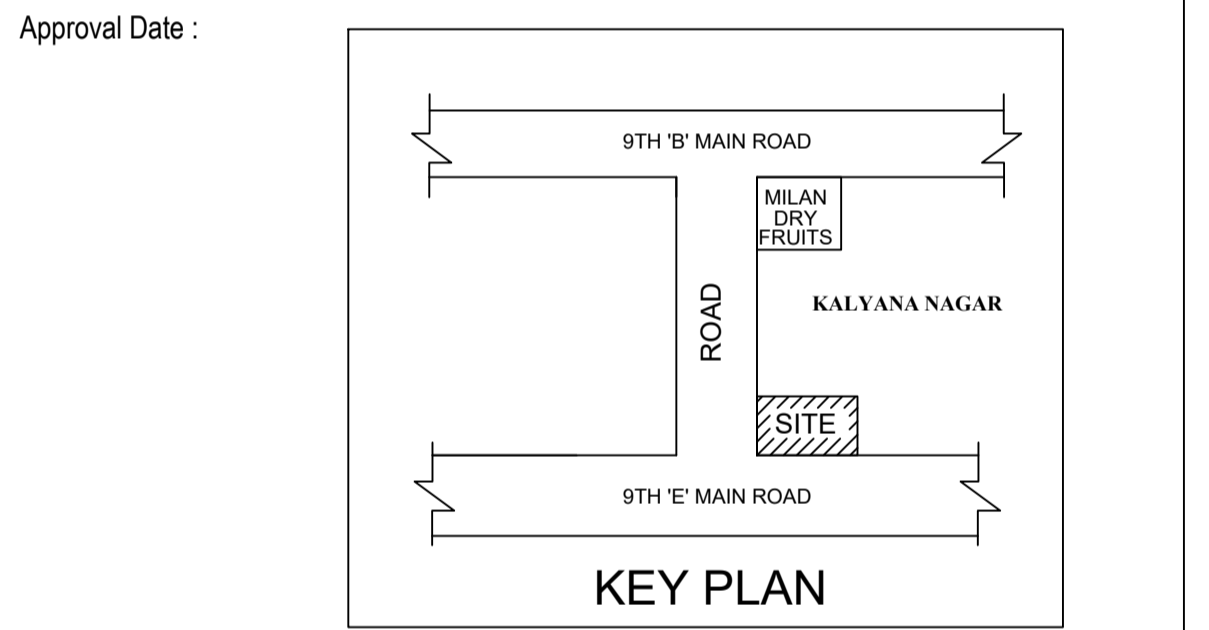 Approval Date :
9TH 'B' MAIN ROAD
MILAN
DRY
FRUITS
ROAD
KALYANA NAGAR
SITE
9TH 'E' MAIN ROAD
KEY PLAN